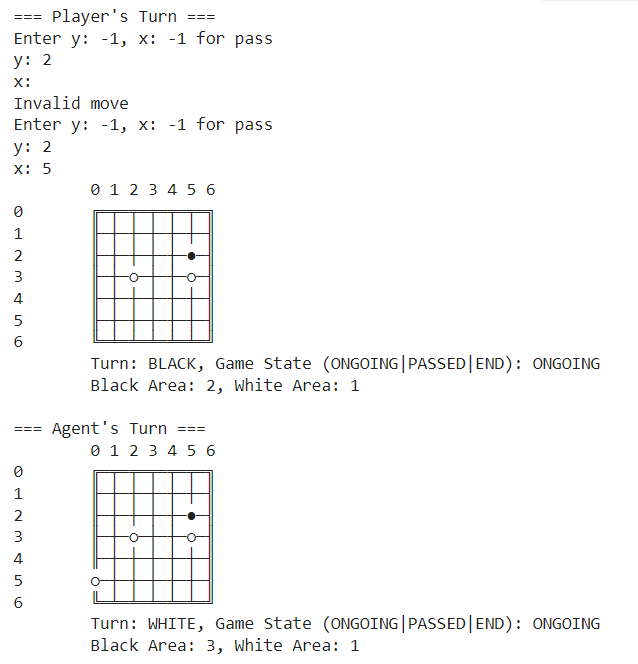 === Player's Turn ===
Enter y: -1, x: -1 for pass
y: 2
x:
Invalid move
Enter y: -1, x: -1 for pass
y: 2
x: 5
0 1 2 3 4 5 6
0
1
2
3
4
5
6
Turn: BLACK, Game State (ONGOING|PASSED|END): ONGOING
Black Area: 2, White Area: 1
=== Agent's Turn ===
0 1 2 3 4 5 6
0
1
2
3
4
5
6
Turn: WHITE, Game State (ONGOING|PASSED|END): ONGOING
Black Area: 3, White Area: 1